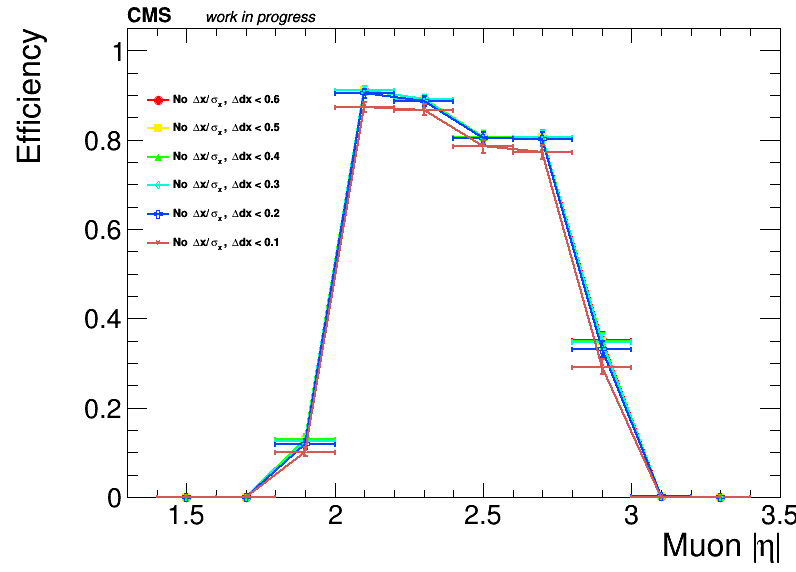 CMS work in progress
Efficiency
1
0.8
0.6
0.4
0.2
0
No Δx/σx, Δdx < 0.6
No Δx/σx, Δdx < 0.5
No Δx/σx, Δdx < 0.4
No Δx/σx, Δdx < 0.3
No Δx/σx, Δdx < 0.2
No Δx/σx, Δdx < 0.1
1.5 2 2.5 3 3.5
Muon |η|